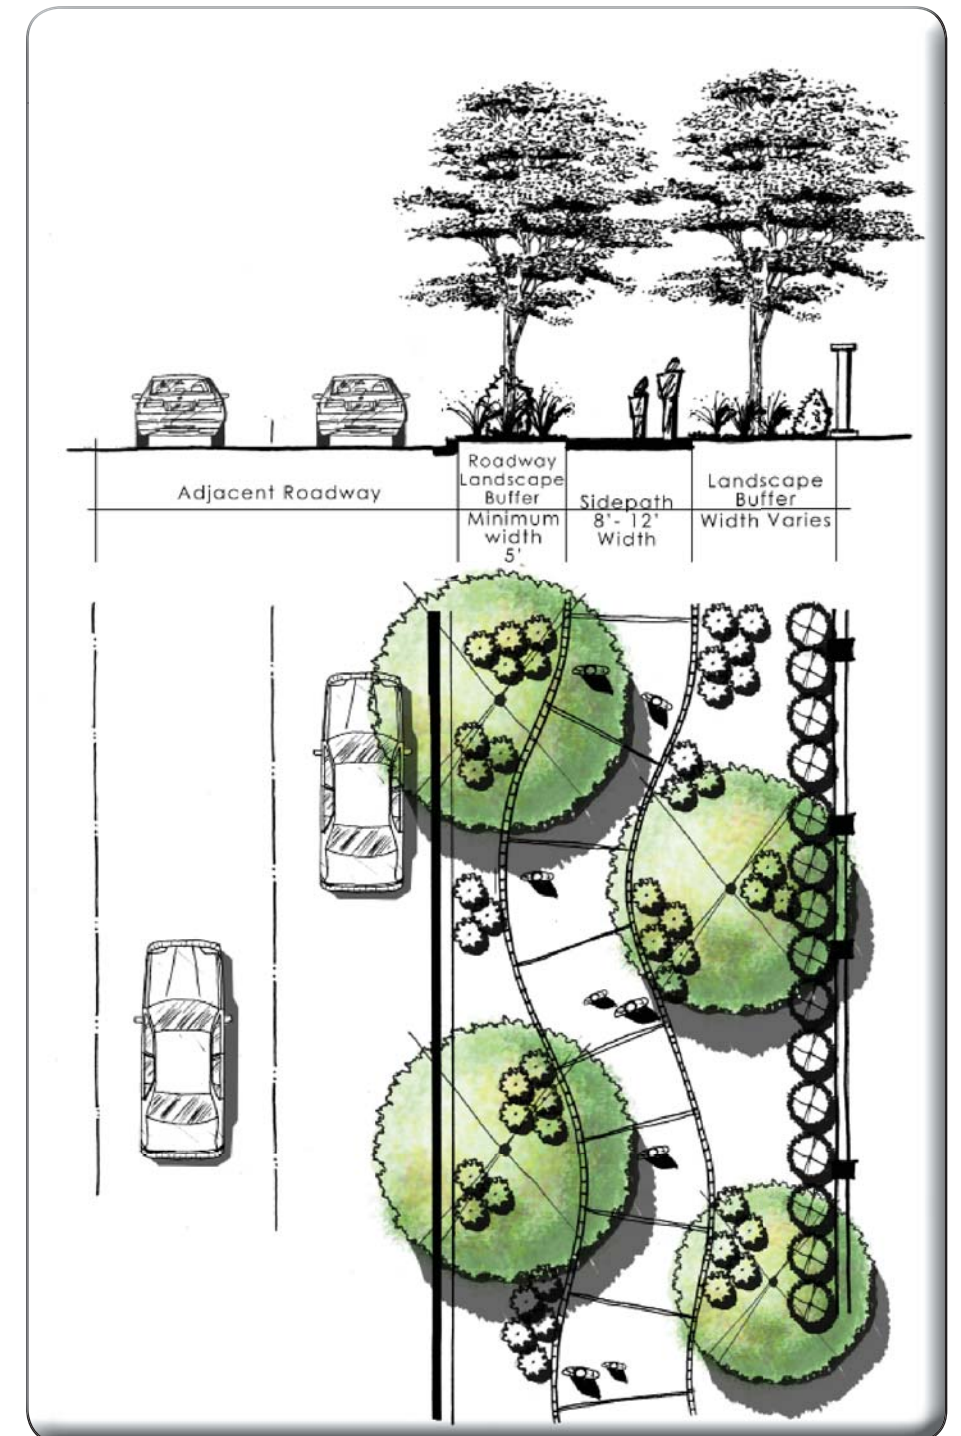 Adjacent Roadway
Roadway
Landscape
Buffer
Minimum
width
5'
Sidepath
8'- 12'
Width
Landscape
Buffer
Width Varies